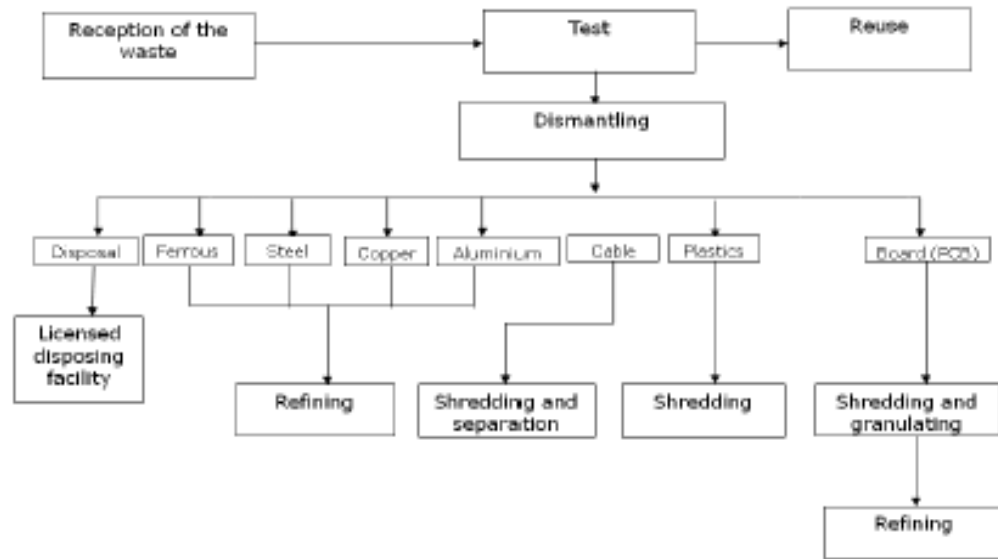 Reception of the
waste
Test
Reuse
Dismantling
Disposal
Ferrous
Steel
Copper
Aluminium
Cable
Plastics
Board (PCB)
Licensed
disposing
facility
Refining
Shredding and
separation
Shredding
Shredding and
granulating
Refining